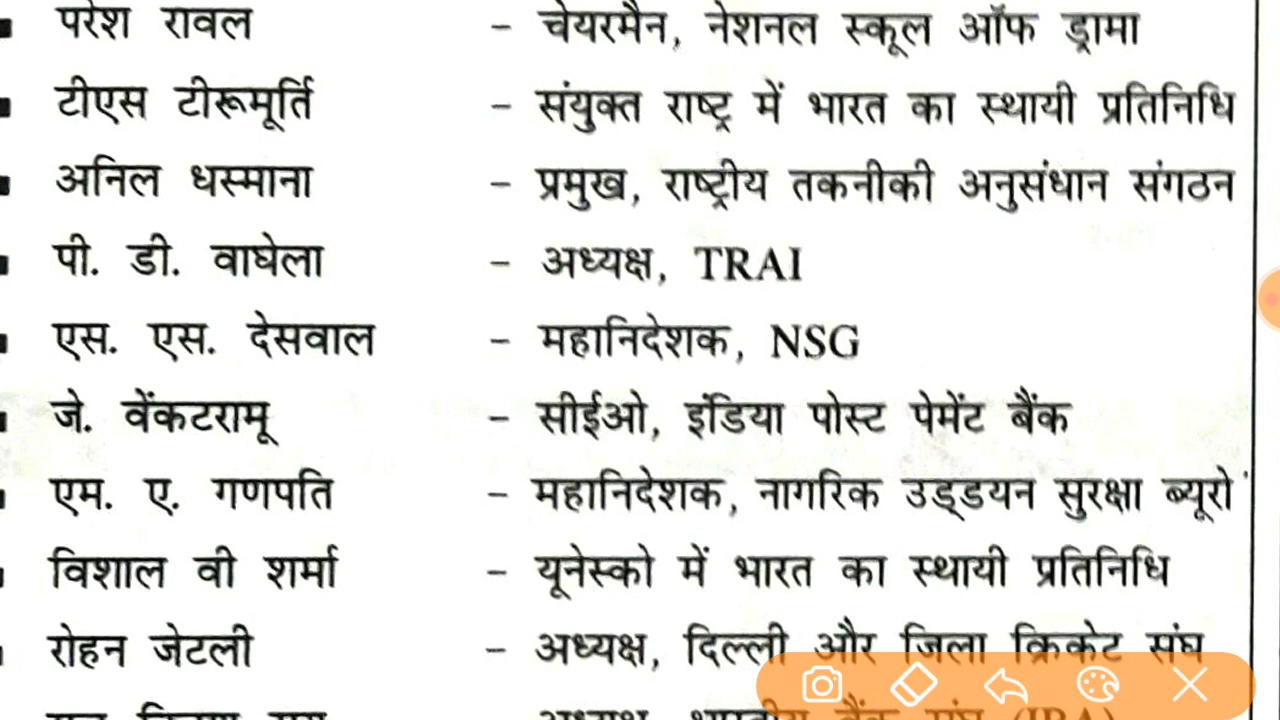 परेश रावल – चेयरमैन, नेशनल स्कूल ऑफ ड्रामा
टीएस टीरूमूर्ति – संयुक्त राष्ट्र में भारत का स्थायी प्रतिनिधि
अनिल धस्माना – प्रमुख, राष्ट्रीय तकनीकी अनुसंधान संगठन
पी. डी. वाघेला – अध्यक्ष, TRAI
एस. एस. देसवाल – महानिदेशक, NSG
जे. वेंकटरामू – सीईओ, इंडिया पोस्ट पेमेंट बैंक
एम. ए. गणपति – महानिदेशक, नागरिक उड्डयन सुरक्षा ब्यूरो
विशाल वी शर्मा – यूनेस्को में भारत का स्थायी प्रतिनिधि
रोहन जेटली – अध्यक्ष, दिल्ली और जिला क्रिकेट संघ